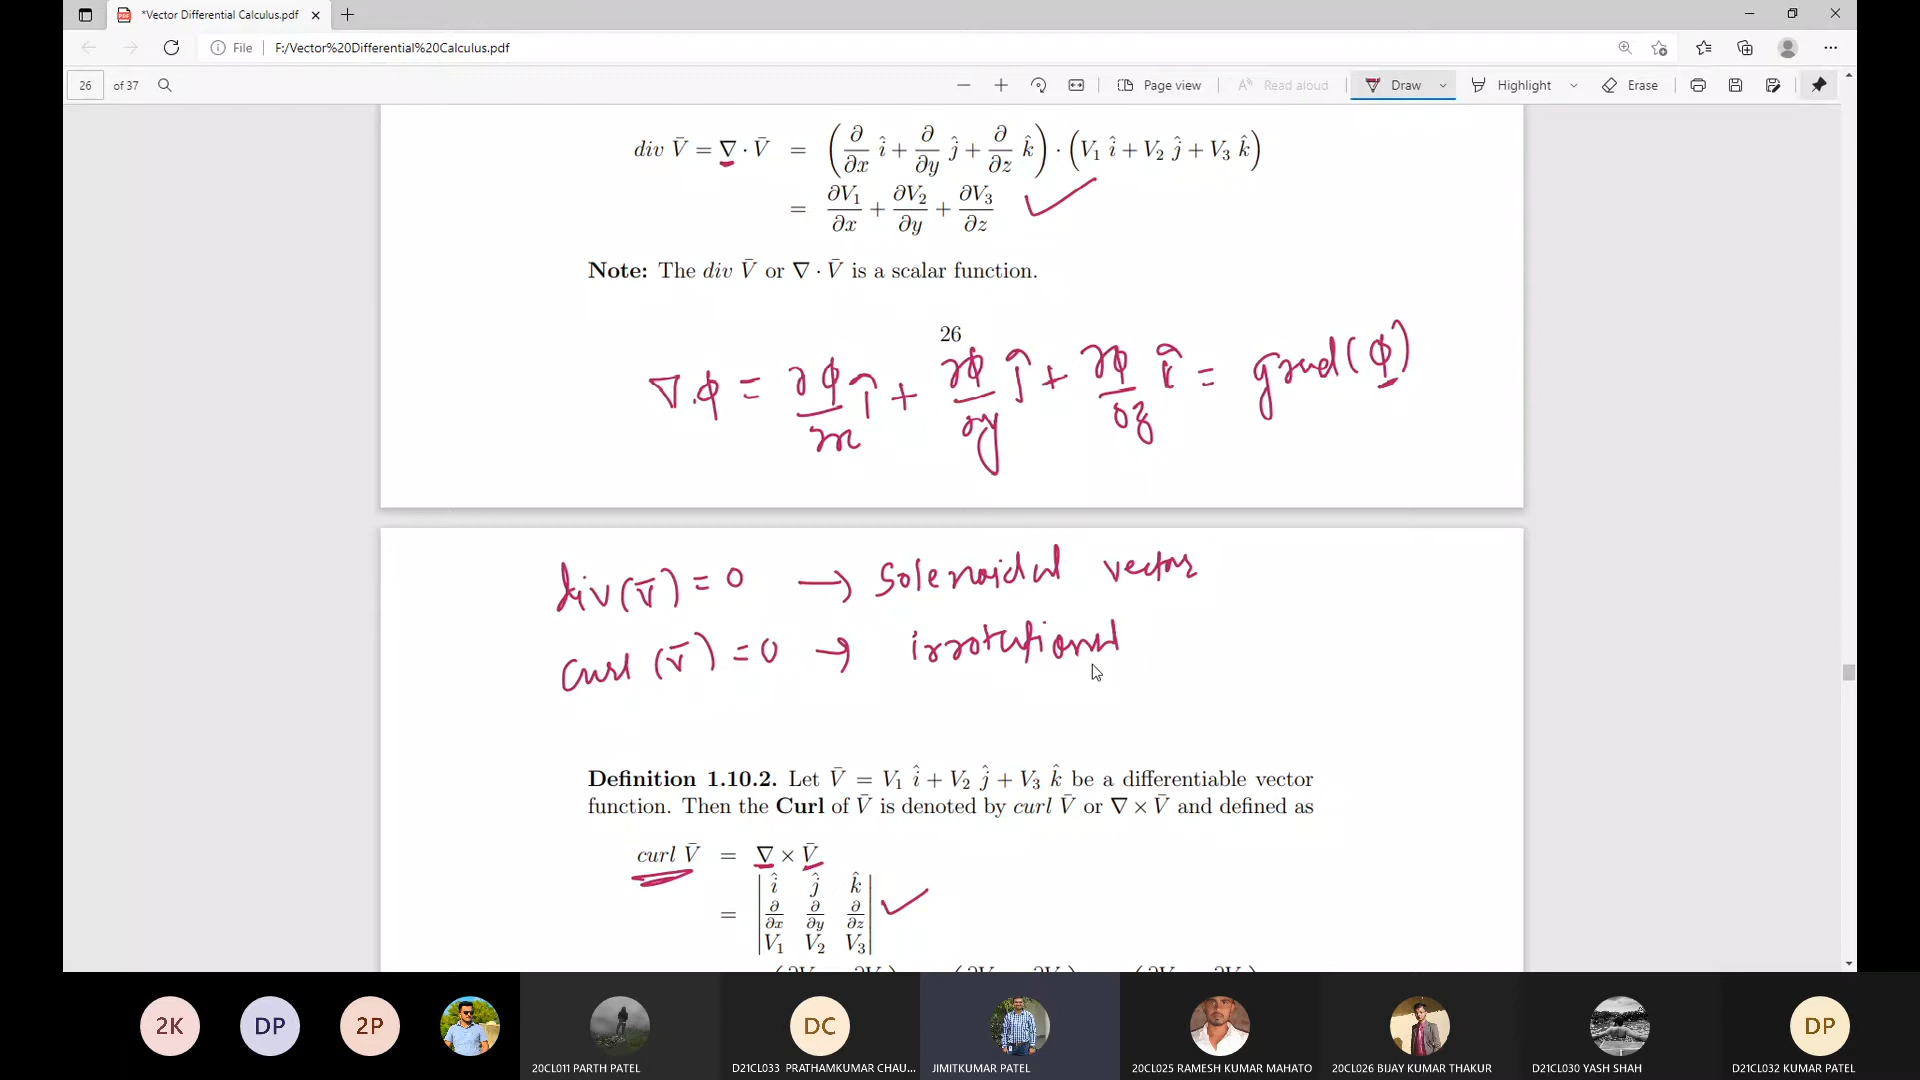 *Vector Differential Calculus.pdf
File F:/Vector%20Differential%20Calculus.pdf
26 of 37 Page view Read aloud Draw Highlight Erase
div V̄ = ∇ · V̄ = (∂/∂x î + ∂/∂y ĵ + ∂/∂z k̂) · (V₁ î + V₂ ĵ + V₃ k̂)
= ∂V₁/∂x + ∂V₂/∂y + ∂V₃/∂z
Note: The div V̄ or ∇ · V̄ is a scalar function.
26
∇.φ = ∂φ/∂x î + ∂φ/∂y ĵ + ∂φ/∂z k̂ = grad(φ)
div(v̄) = 0 → Solenoidal vector
curl (v̄) = 0 → irrotational
Definition 1.10.2. Let V̄ = V₁ î + V₂ ĵ + V₃ k̂ be a differentiable vector
function. Then the Curl of V̄ is denoted by curl V̄ or ∇ × V̄ and defined as
curl V̄ = ∇ × V̄
= | î ĵ k̂ |
| ∂/∂x ∂/∂y ∂/∂z |
| V₁ V₂ V₃ |
2K DP 2P DC DP
20CL011 PARTH PATEL D21CL033 PRATHAMKUMAR CHAU... JIMITKUMAR PATEL 20CL025 RAMESH KUMAR MAHATO 20CL026 BIJAY KUMAR THAKUR D21CL030 YASH SHAH D21CL032 KUMAR PATEL